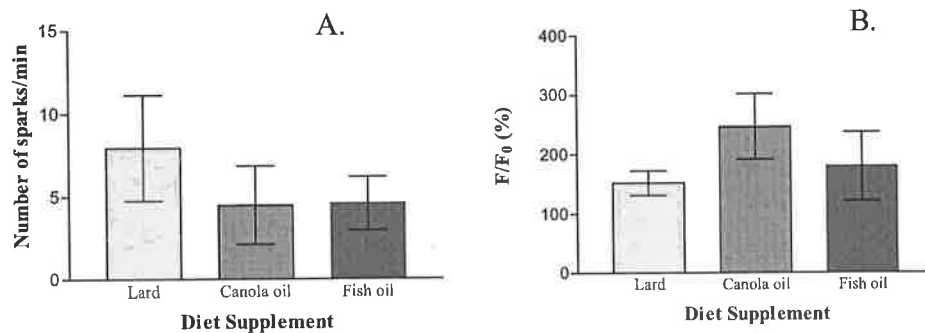 A.
Number of sparks/min
15
10
5
0
Lard
Canola oil
Fish oil
Diet Supplement
B.
F/F₀ (%)
400
300
200
100
0
Lard
Canola oil
Fish oil
Diet Supplement